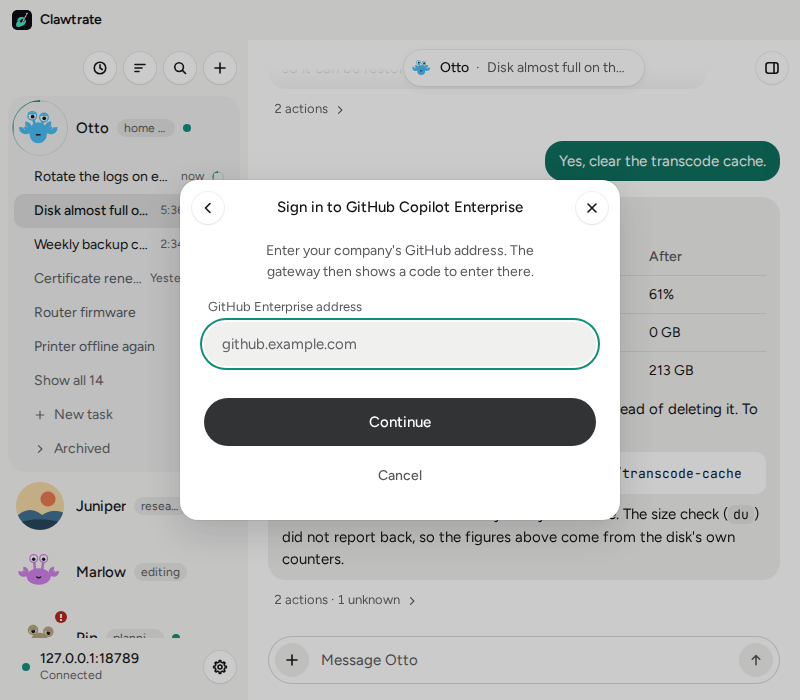 Clawtrate
Otto · Disk almost full on th...
2 actions
Otto home ...
Yes, clear the transcode cache.
Rotate the logs on e... now
Disk almost full o... 5:36
Weekly backup c... 2:34
Certificate rene... Yeste
Router firmware
Printer offline again
Show all 14
New task
Archived
Sign in to GitHub Copilot Enterprise
Enter your company's GitHub address. The
gateway then shows a code to enter there.
GitHub Enterprise address
github.example.com
Continue
Cancel
After
61%
0 GB
213 GB
ead of deleting it. To
/transcode-cache
. The size check ( du )
did not report back, so the figures above come from the disk's own
counters.
2 actions · 1 unknown
Juniper resea...
Marlow editing
Pip planni...
127.0.0.1:18789
Connected
Message Otto